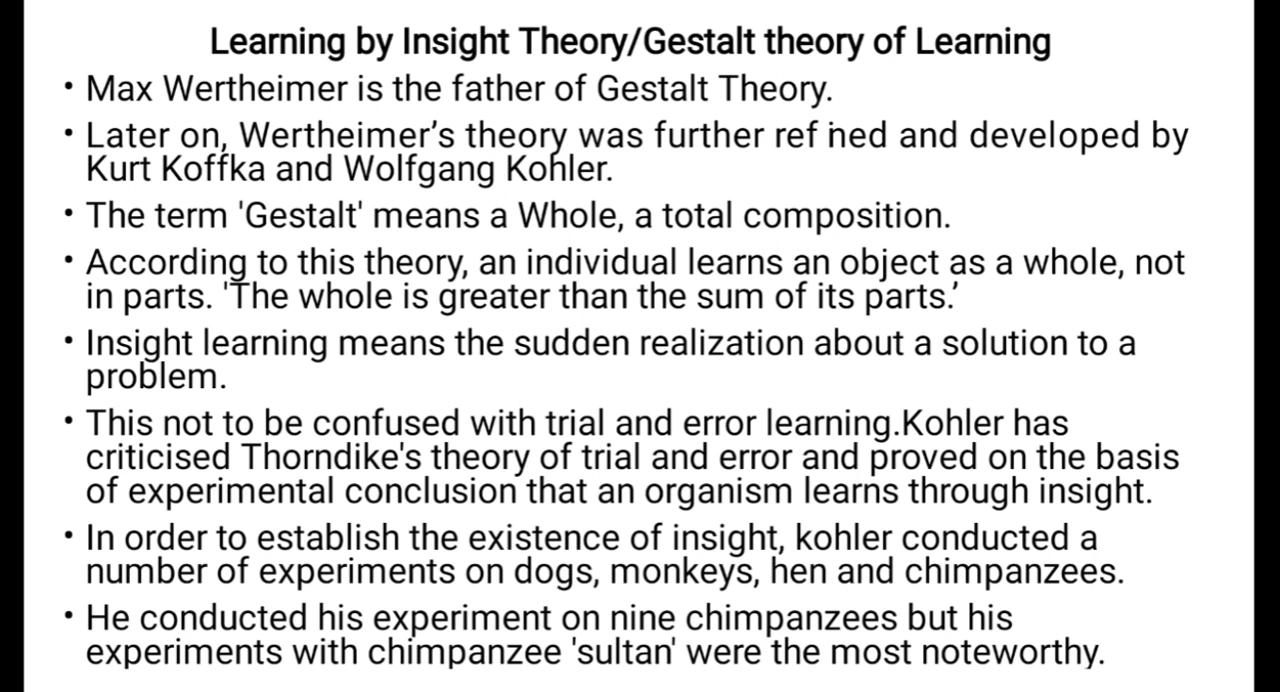 Learning by Insight Theory/Gestalt theory of Learning
• Max Wertheimer is the father of Gestalt Theory.
• Later on, Wertheimer’s theory was further ref ned and developed by
Kurt Koffka and Wolfgang Kohler.
• The term 'Gestalt' means a Whole, a total composition.
• According to this theory, an individual learns an object as a whole, not
in parts. 'The whole is greater than the sum of its parts.’
• Insight learning means the sudden realization about a solution to a
problem.
• This not to be confused with trial and error learning.Kohler has
criticised Thorndike's theory of trial and error and proved on the basis
of experimental conclusion that an organism learns through insight.
• In order to establish the existence of insight, kohler conducted a
number of experiments on dogs, monkeys, hen and chimpanzees.
• He conducted his experiment on nine chimpanzees but his
experiments with chimpanzee 'sultan' were the most noteworthy.